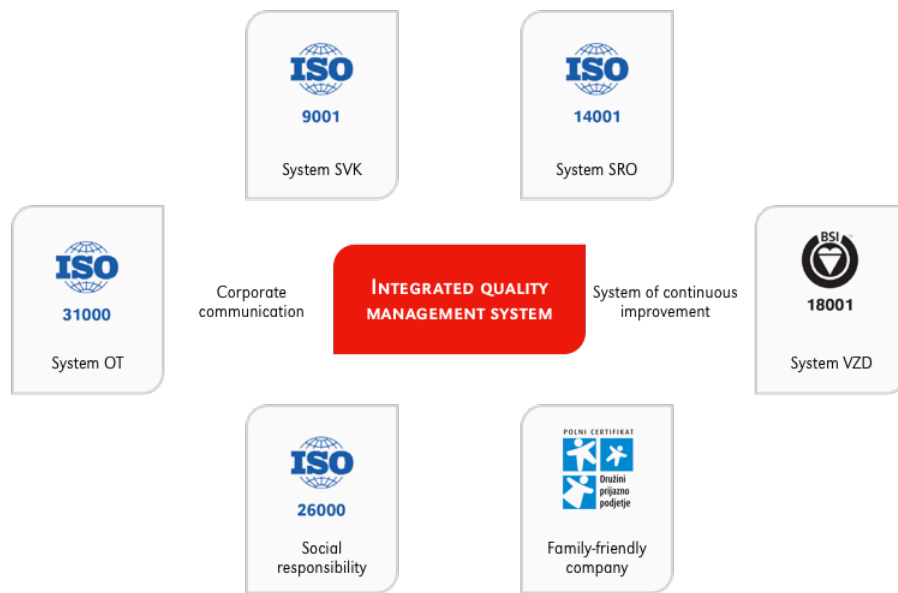 ISO
9001
System SVK
ISO
14001
System SRO
ISO
31000
System OT
Corporate
communication
INTEGRATED QUALITY
MANAGEMENT SYSTEM
System of continuous
improvement
BSI
18001
System VZD
ISO
26000
Social
responsibility
POLNI CERTIFIKAT
Družini
prijazno
podjetje
Family-friendly
company